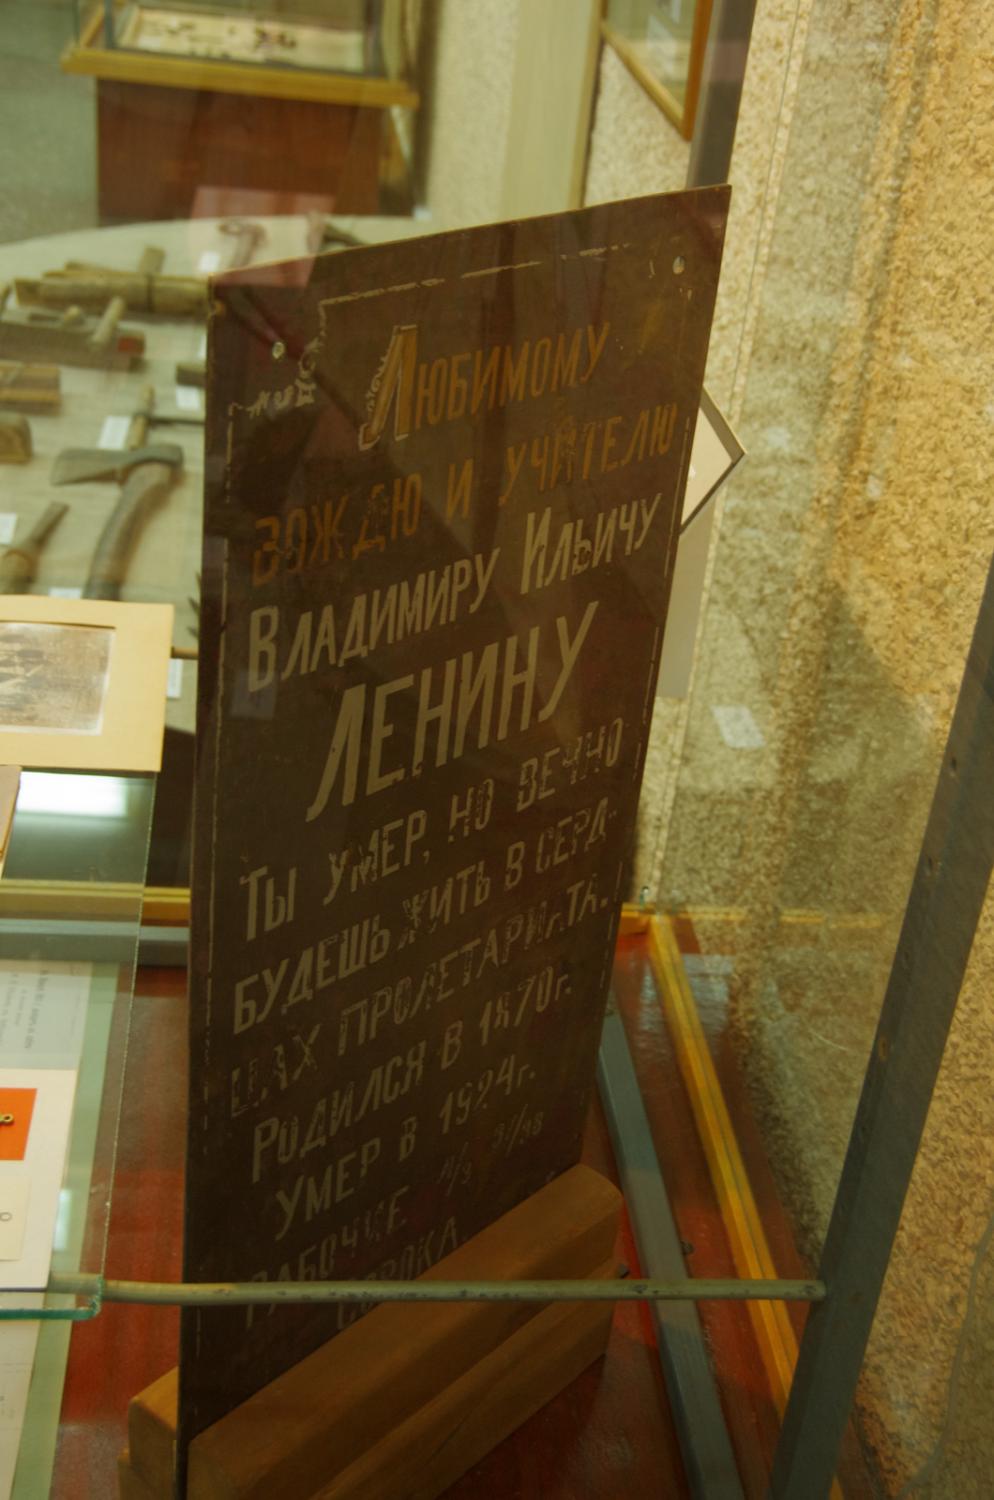 Любимому
вождю и учителю
Владимиру Ильичу
ЛЕНИНУ
Ты умер, но вечно
будешь жить в серд-
цах пролетариата.
Родился в 1870г.
Умер в 1924г.
Рабочие